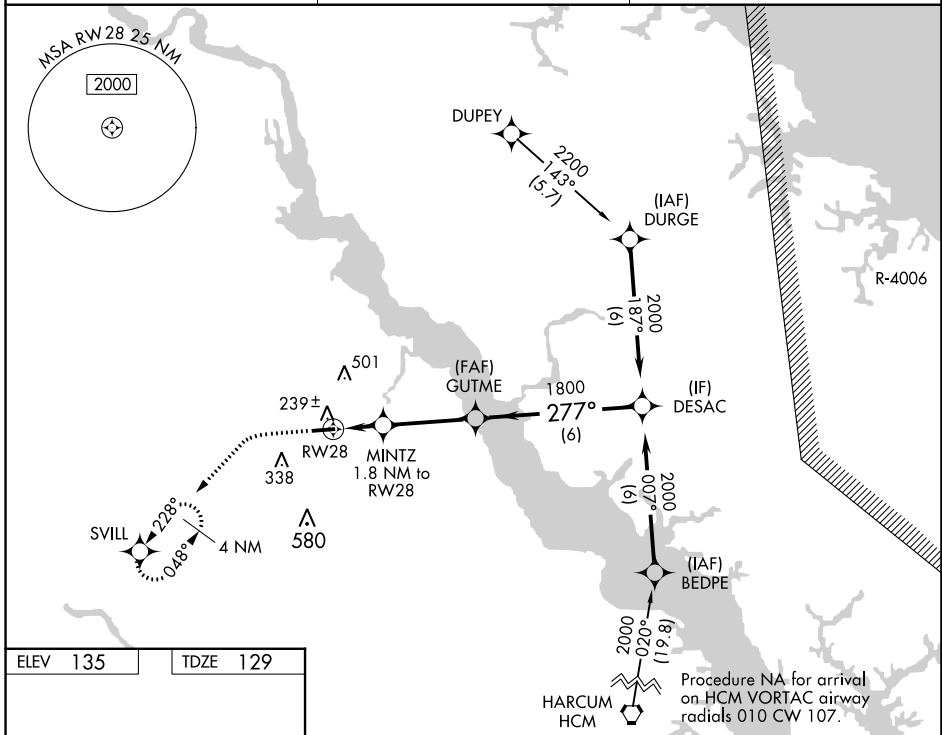 MSA RW 28 25 NM
2000
DUPEY
2200
143°
(5.7)
(IAF)
DURGE
R-4006
2000
187°
(6)
501
(FAF)
GUTME
1800
277°
(6)
(IF)
DESAC
239±
RW28
MINTZ
1.8 NM to
RW28
338
580
2000
007°
(6)
SVILL
228°
048°
4 NM
(IAF)
BEDPE
2000
020°
(19.8)
HARCUM
HCM
Procedure NA for arrival
on HCM VORTAC airway
radials 010 CW 107.
ELEV 135
TDZE 129